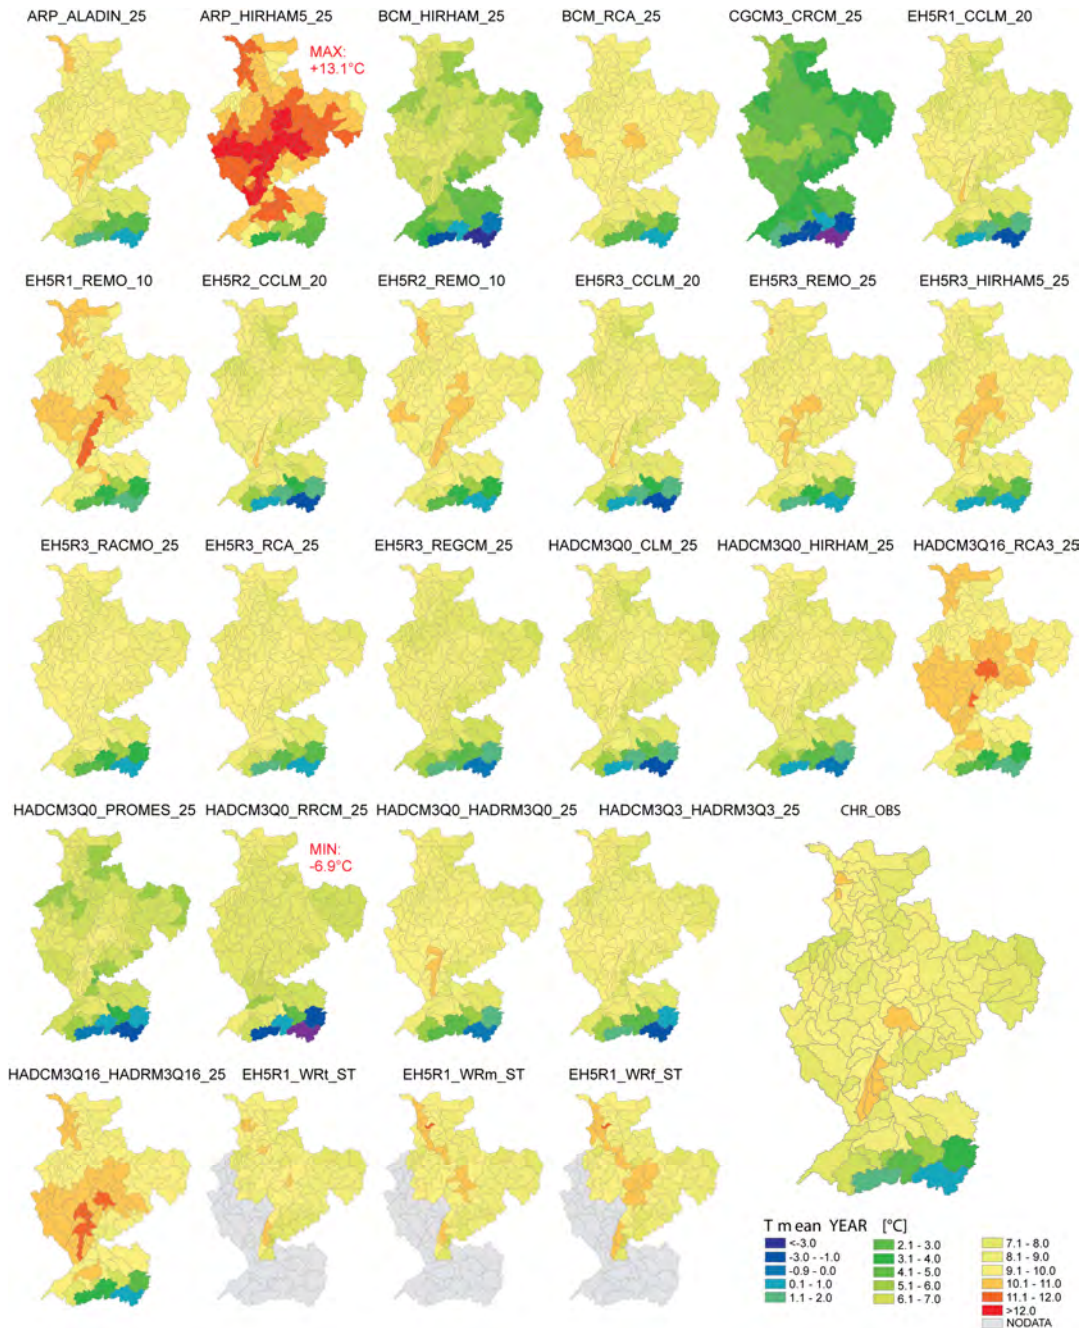 ARP_ALADIN_25 ARP_HIRHAM5_25 BCM_HIRHAM_25 BCM_RCA_25 CGCM3_CRCM_25 EH5R1_CCLM_20
MAX:
+13.1°C
EH5R1_REMO_10 EH5R2_CCLM_20 EH5R2_REMO_10 EH5R3_CCLM_20 EH5R3_REMO_25 EH5R3_HIRHAM5_25
EH5R3_RACMO_25 EH5R3_RCA_25 EH5R3_REGCM_25 HADCM3Q0_CLM_25 HADCM3Q0_HIRHAM_25 HADCM3Q16_RCA3_25
HADCM3Q0_PROMES_25 HADCM3Q0_RRCM_25 HADCM3Q0_HADRM3Q0_25 HADCM3Q3_HADRM3Q3_25 CHR_OBS
MIN:
-6.9°C
HADCM3Q16_HADRM3Q16_25 EH5R1_WRt_ST EH5R1_WRm_ST EH5R1_WRf_ST
T mean YEAR [°C]
<-3.0 2.1 - 3.0 7.1 - 8.0
-3.0 - -1.0 3.1 - 4.0 8.1 - 9.0
-0.9 - 0.0 4.1 - 5.0 9.1 - 10.0
0.1 - 1.0 5.1 - 6.0 10.1 - 11.0
1.1 - 2.0 6.1 - 7.0 11.1 - 12.0
>12.0
NODATA